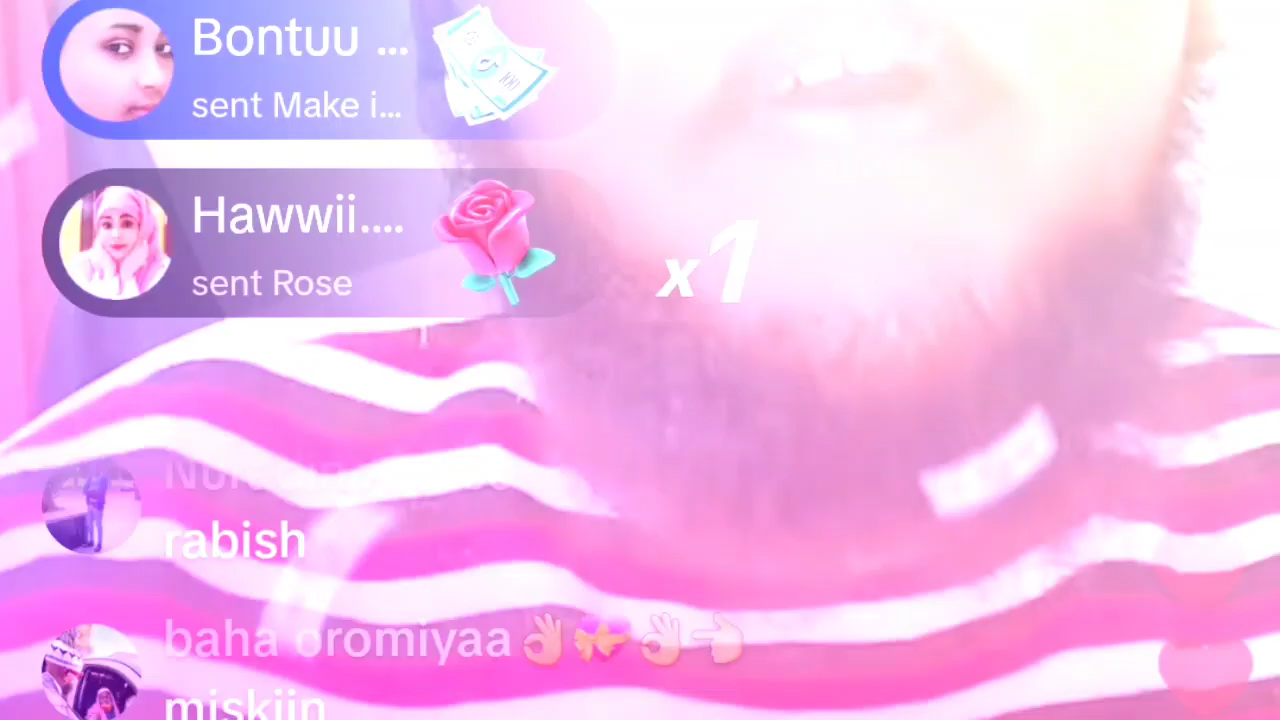 Bontuu ...
sent Make i...
Hawwii....
sent Rose
x1
rabish
baha oromiyaa👌💝👌👈
miskiin